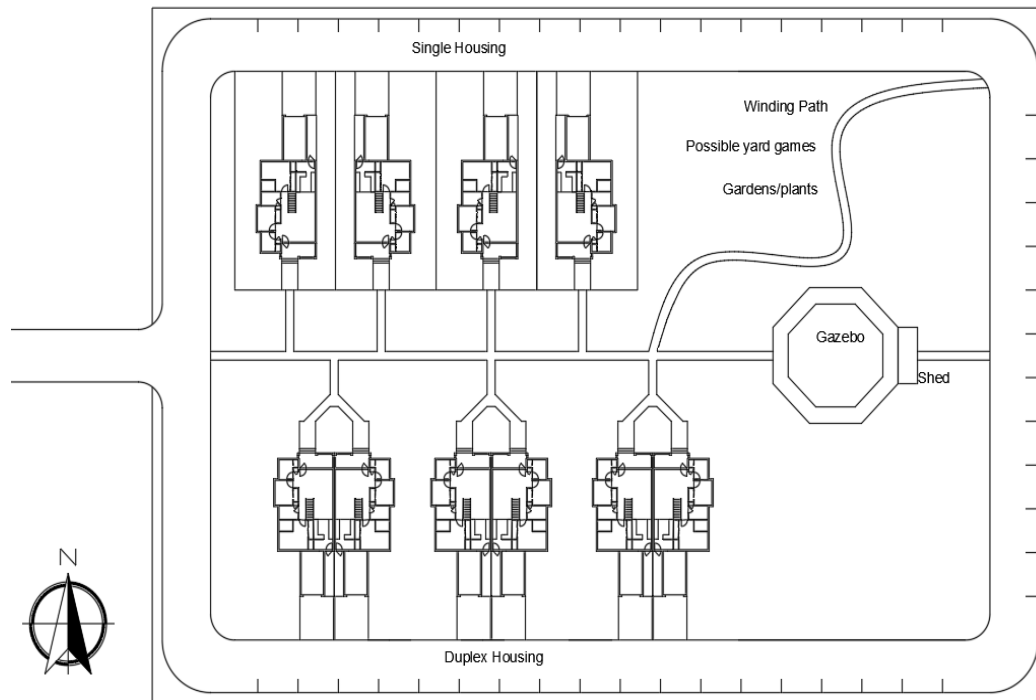 Single Housing
Winding Path
Possible yard games
Gardens/plants
Gazebo
Shed
N
Duplex Housing